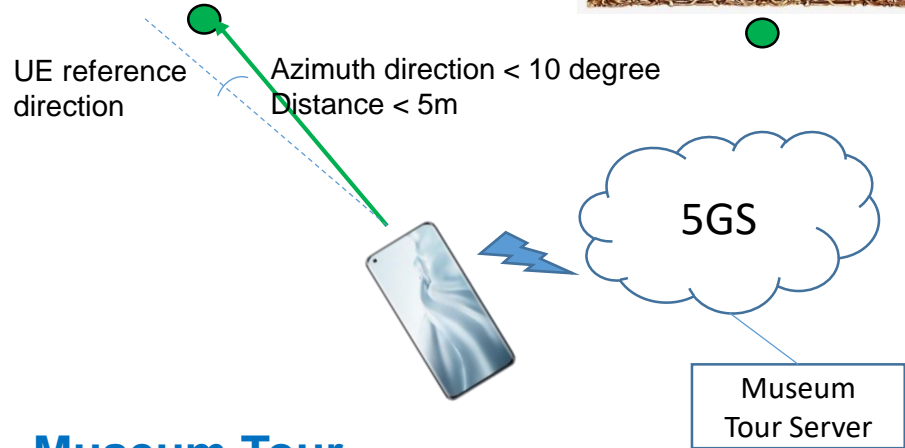 UE reference
direction
Azimuth direction < 10 degree
Distance < 5m
5GS
Museum
Tour Server
Museum Tour